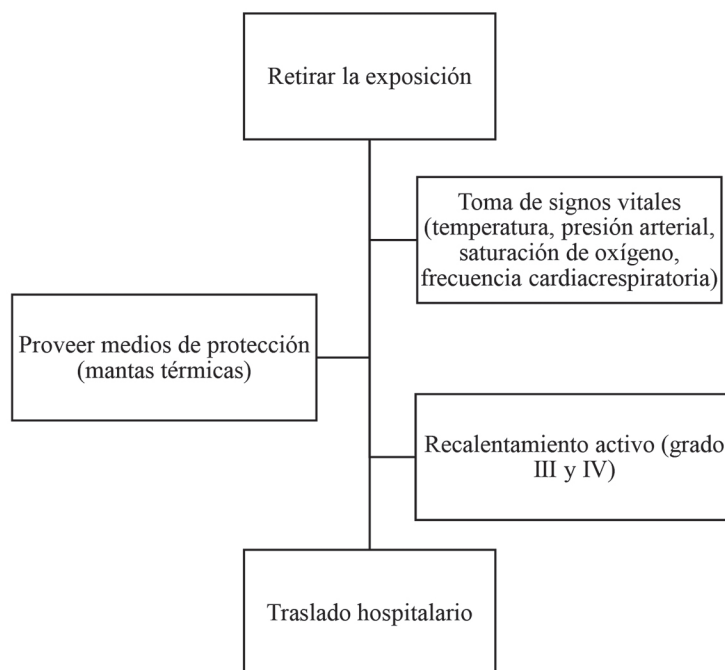 Retirar la exposición
Toma de signos vitales
(temperatura, presión arterial,
saturación de oxígeno,
frecuencia cardiacrespiratoria)
Proveer medios de protección
(mantas térmicas)
Recalentamiento activo (grado
III y IV)
Traslado hospitalario